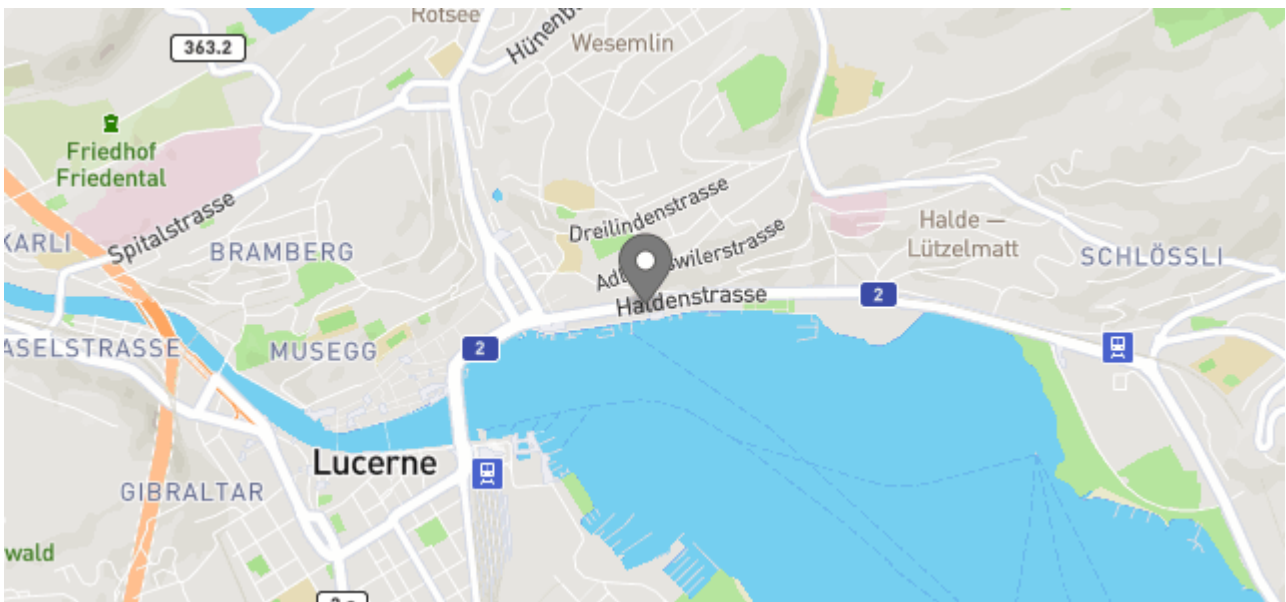 Rotsee
Hünenb
Wesemlin
363.2
Friedhof
Friedental
Dreilindenstrasse
Spitalstrasse
KARLI
BRAMBERG
Halde —
Lützelmatt
SCHLÖSSLI
Haldenstrasse
2
2
ASELSTRASSE
MUSEGG
Lucerne
GIBRALTAR
wald